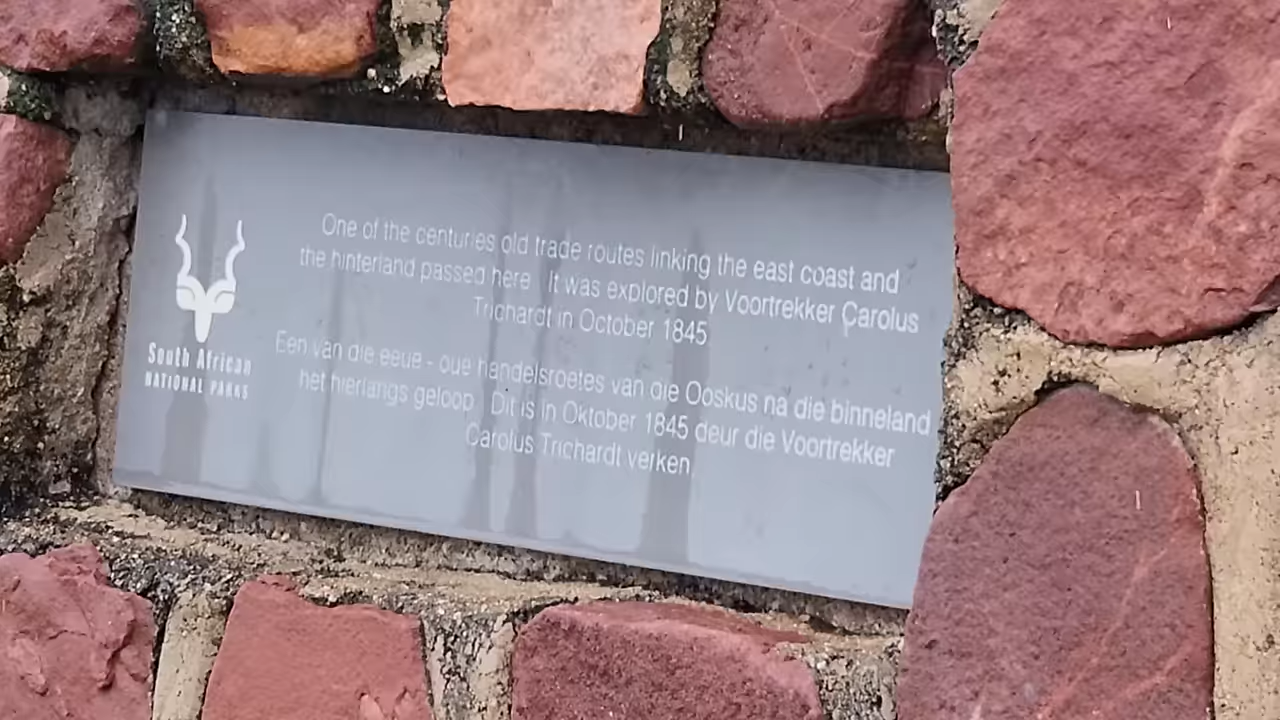 One of the centuries old trade routes linking the east coast and
the hinterland passed here. It was explored by Voortrekker Carolus
Trichardt in October 1845
Een van die eeue - oue handelsroetes van die Ooskus na die binneland
het hierlangs geloop. Dit is in Oktober 1845 deur die Voortrekker
Carolus Trichardt verken.
South African
NATIONAL PARKS